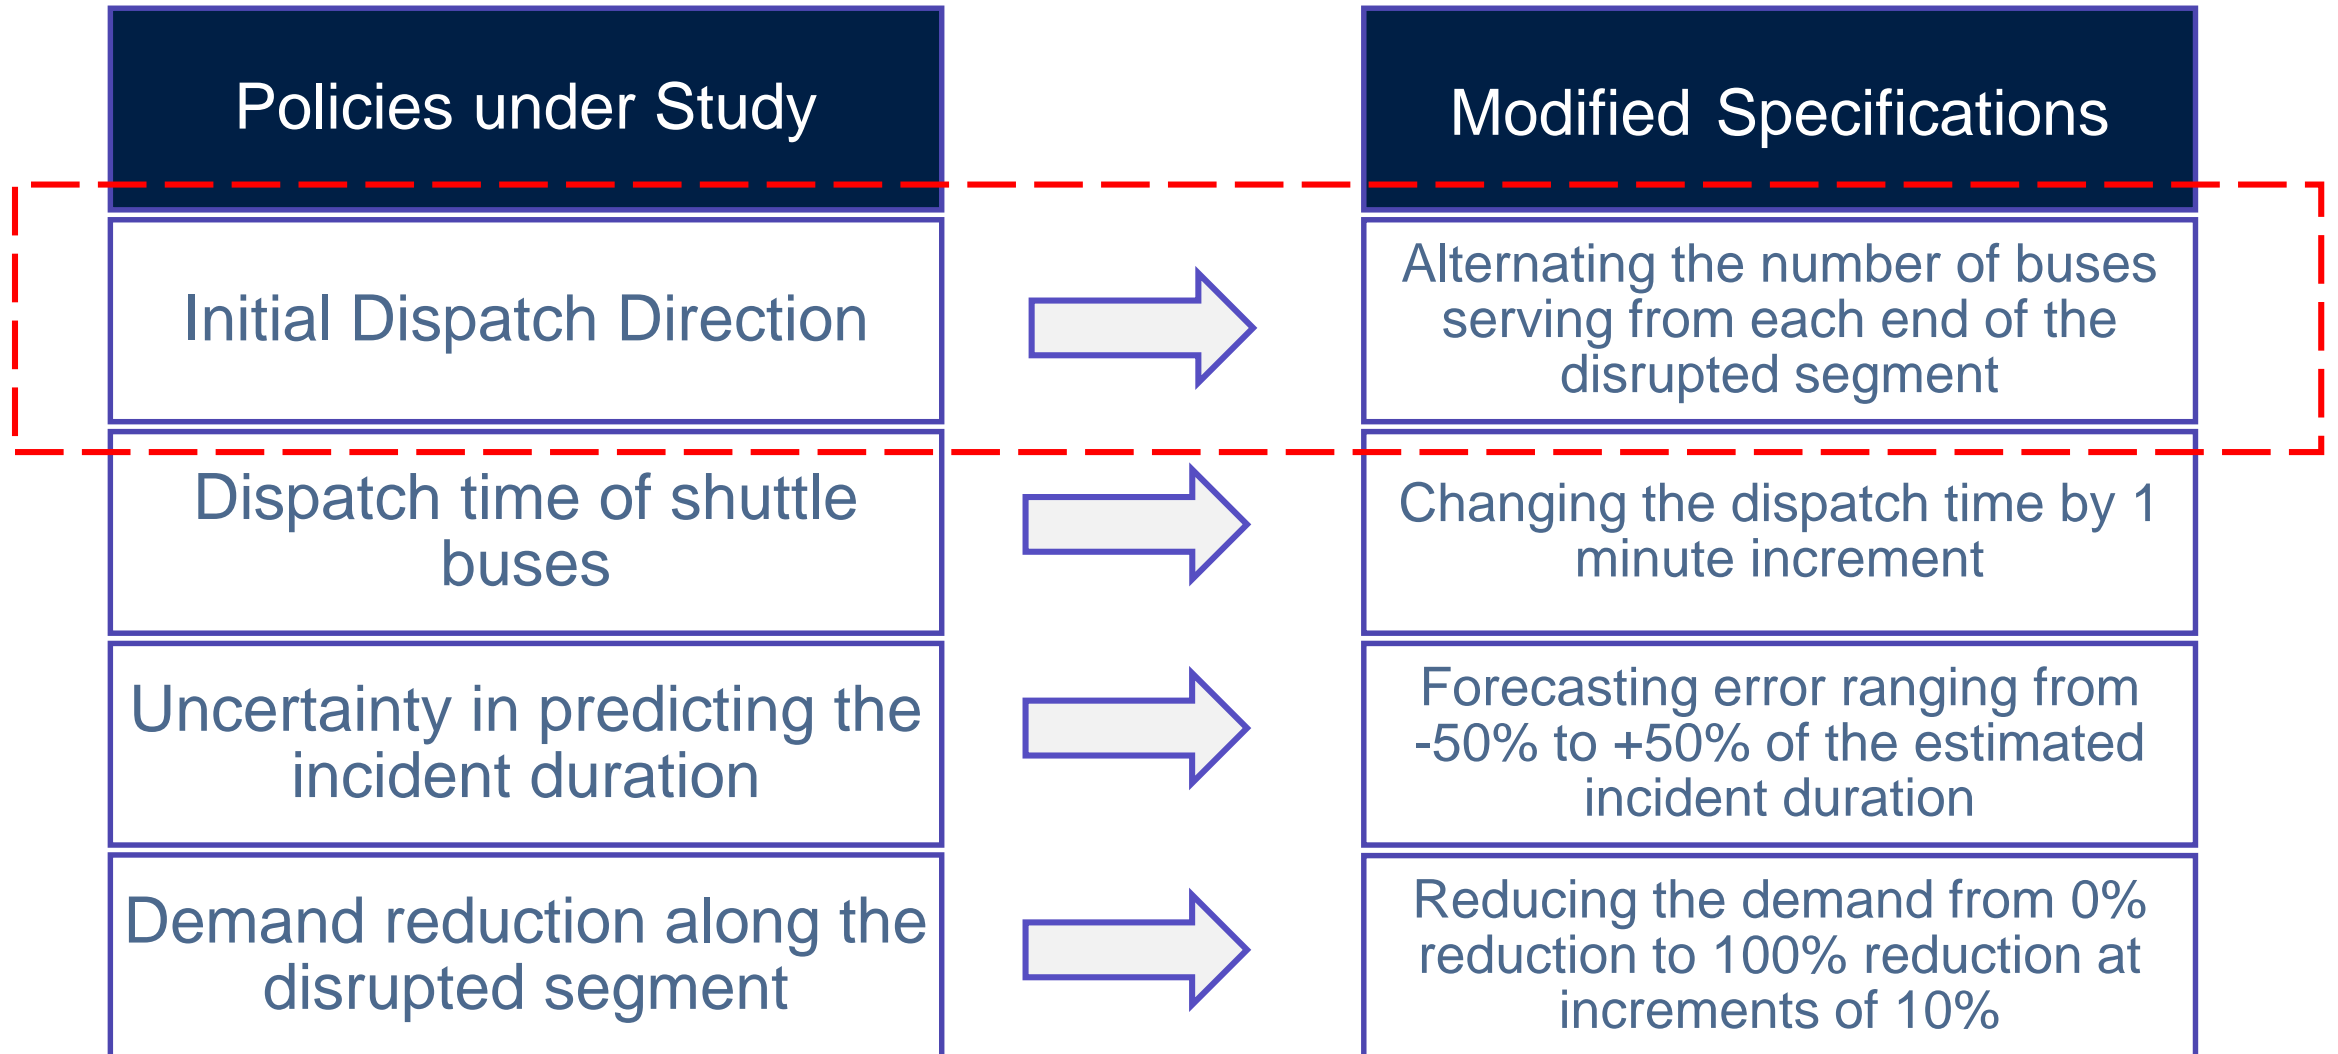 Policies under Study
Modified Specifications
Initial Dispatch Direction
Alternating the number of buses
serving from each end of the
disrupted segment
Dispatch time of shuttle
buses
Changing the dispatch time by 1
minute increment
Uncertainty in predicting the
incident duration
Forecasting error ranging from
-50% to +50% of the estimated
incident duration
Demand reduction along the
disrupted segment
Reducing the demand from 0%
reduction to 100% reduction at
increments of 10%